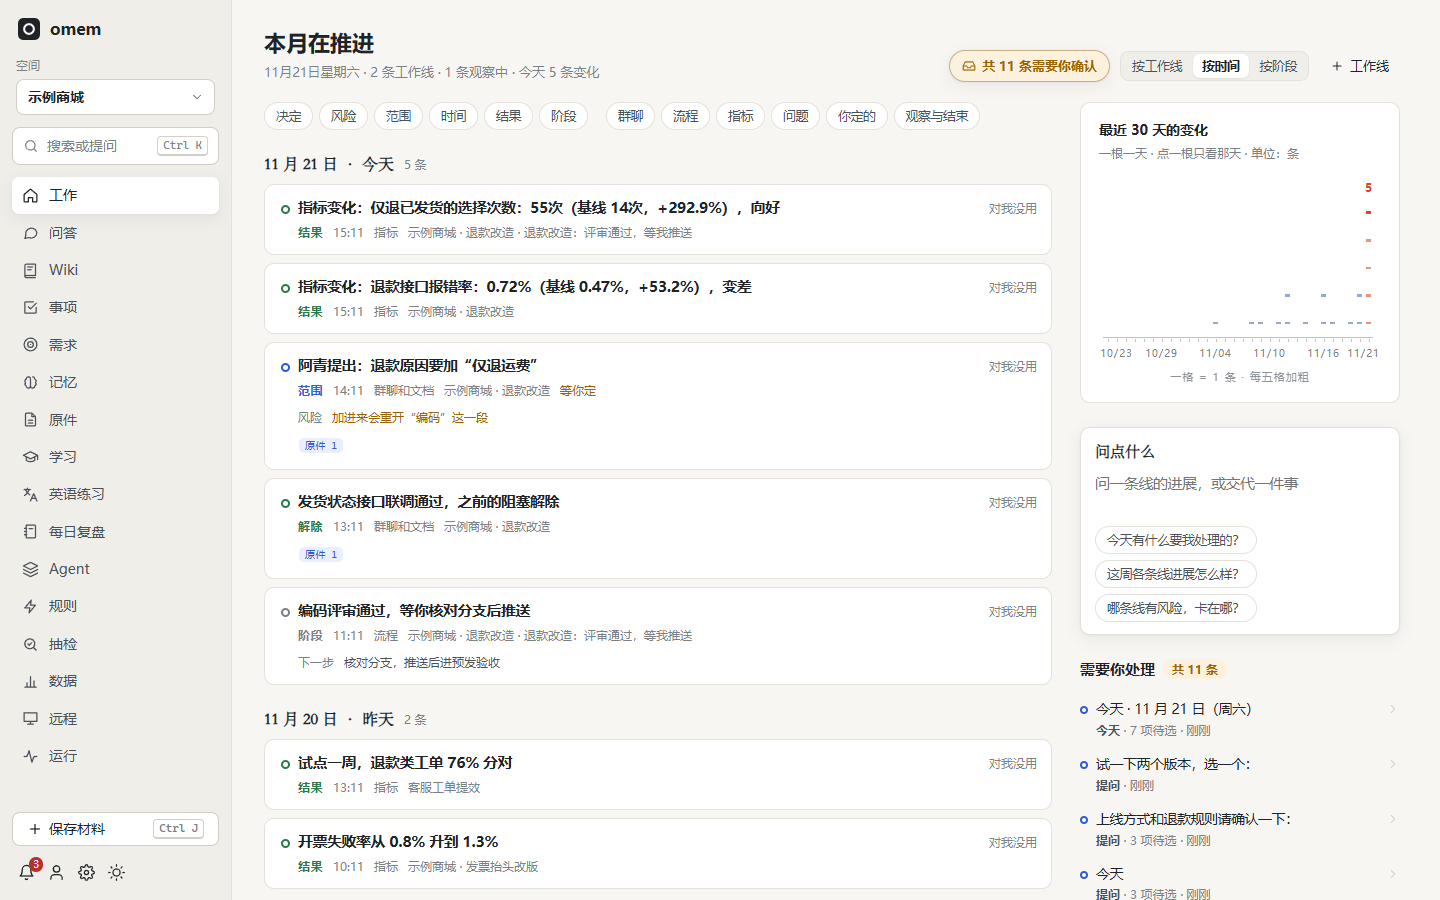 omem
空间
示例商城
搜索或提问 Ctrl K
工作
问答
Wiki
事项
需求
记忆
原件
学习
英语练习
每日复盘
Agent
规则
抽检
数据
远程
运行
+ 保存材料 Ctrl J
3
本月在推进
11月21日星期六 · 2 条工作线 · 1 条观察中 · 今天 5 条变化
共 11 条需要你确认
按工作线 按时间 按阶段
+ 工作线
决定 风险 范围 时间 结果 阶段 群聊 流程 指标 问题 你定的 观察与结束
11 月 21 日 · 今天 5 条
指标变化：仅退已发货的选择次数：55次（基线 14次，+292.9%），向好 对我没用
结果 15:11 指标 示例商城 · 退款改造 · 退款改造：评审通过，等我推送
指标变化：退款接口报错率：0.72%（基线 0.47%，+53.2%），变差 对我没用
结果 15:11 指标 示例商城 · 退款改造
阿青提出：退款原因要加“仅退运费” 对我没用
范围 14:11 群聊和文档 示例商城 · 退款改造 等你定
风险 加进来会重开“编码”这一段
原件 1
发货状态接口联调通过，之前的阻塞解除 对我没用
解除 13:11 群聊和文档 示例商城 · 退款改造
原件 1
编码评审通过，等你核对分支后推送 对我没用
阶段 11:11 流程 示例商城 · 退款改造 · 退款改造：评审通过，等我推送
下一步 核对分支，推送后进预发验收
11 月 20 日 · 昨天 2 条
试点一周，退款类工单 76% 分对 对我没用
结果 13:11 指标 客服工单提效
开票失败率从 0.8% 升到 1.3% 对我没用
结果 10:11 指标 示例商城 · 发票抬头改版
最近 30 天的变化
一根一天 · 点一根只看那天 · 单位：条
5
10/23 10/29 11/04 11/10 11/16 11/21
一格 = 1 条 · 每五格加粗
问点什么
问一条线的进展，或交代一件事
今天有什么要我处理的？
这周各条线进展怎么样？
哪条线有风险，卡在哪？
需要你处理 共 11 条
今天 · 11 月 21 日（周六）
今天 · 7 项待选 · 刚刚
试一下两个版本，选一个：
提问 · 刚刚
上线方式和退款规则请确认一下：
提问 · 3 项待选 · 刚刚
今天
提问 · 3 项待选 · 刚刚